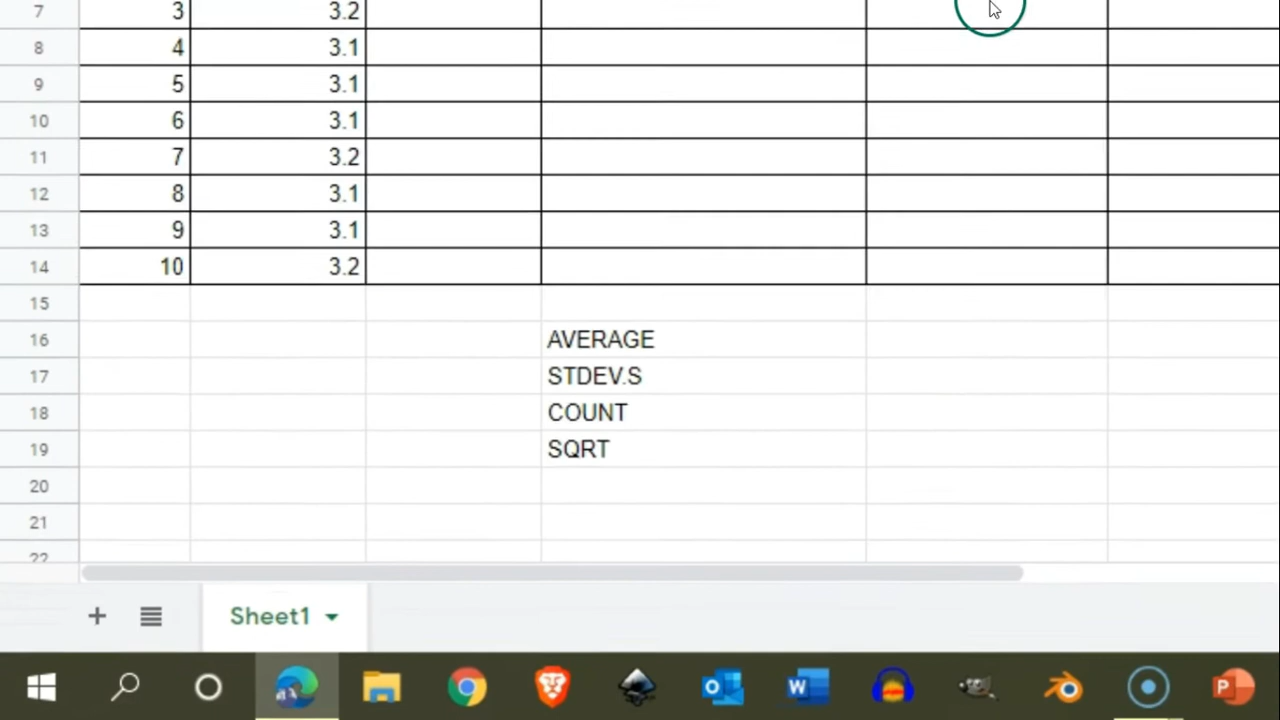 7 3 3.2
8 4 3.1
9 5 3.1
10 6 3.1
11 7 3.2
12 8 3.1
13 9 3.1
14 10 3.2
15
16 AVERAGE
17 STDEV.S
18 COUNT
19 SQRT
20
21
22
Sheet1